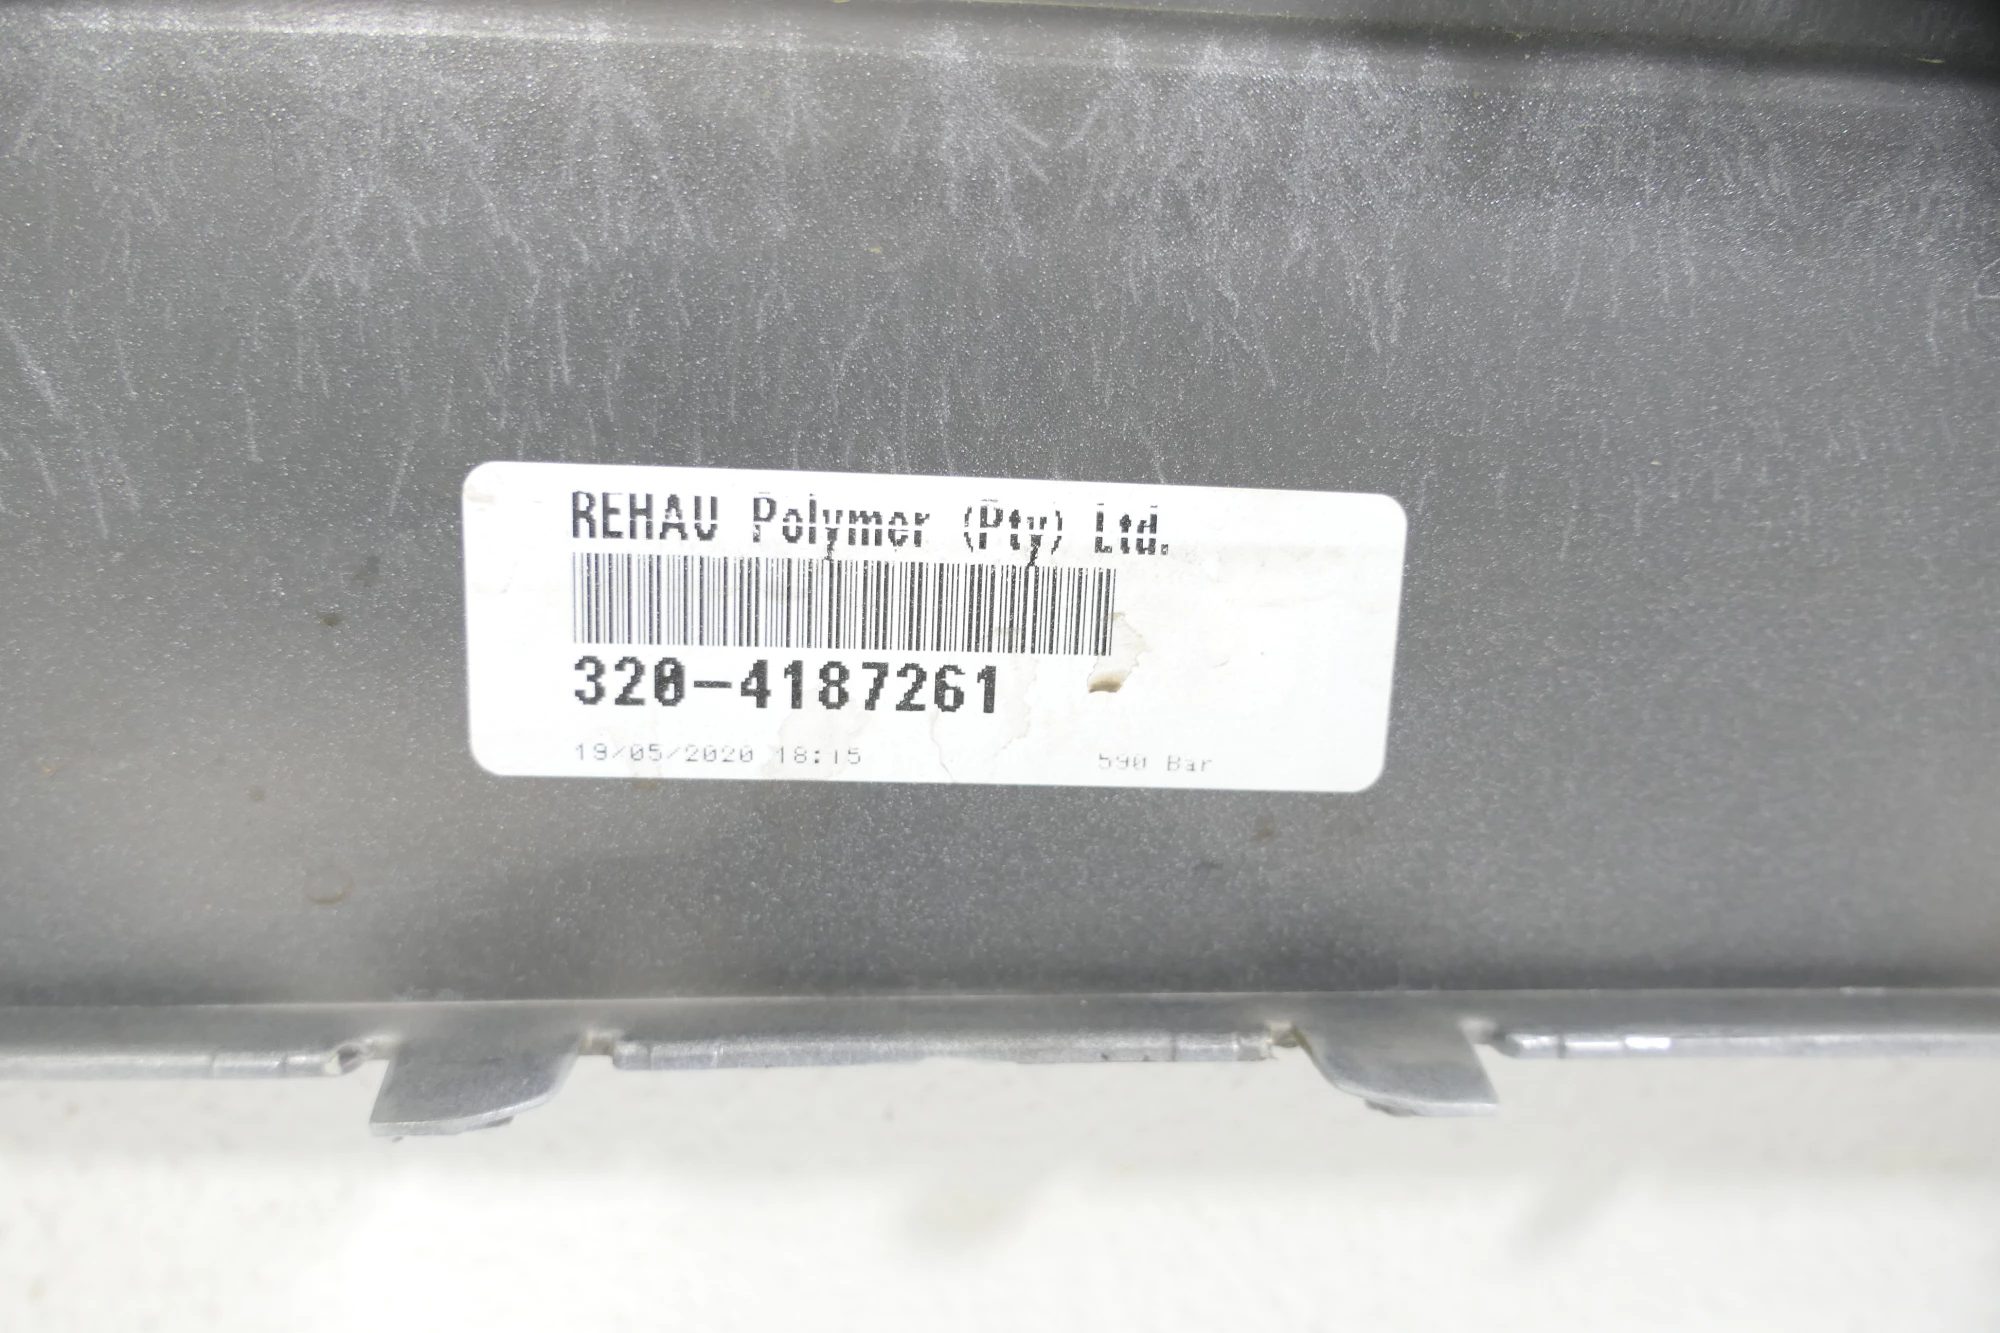 REHAU Polymer (Pty) Ltd.
320-4187261
19/05/2020 18:15
590 Bar